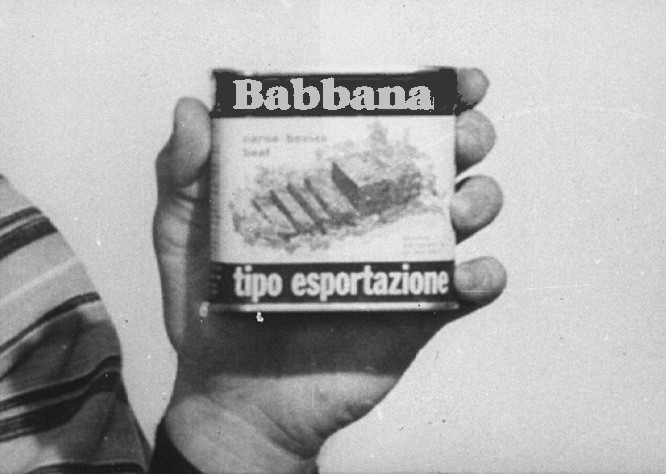 Babbana
carne bovina
beef
tipo esportazione